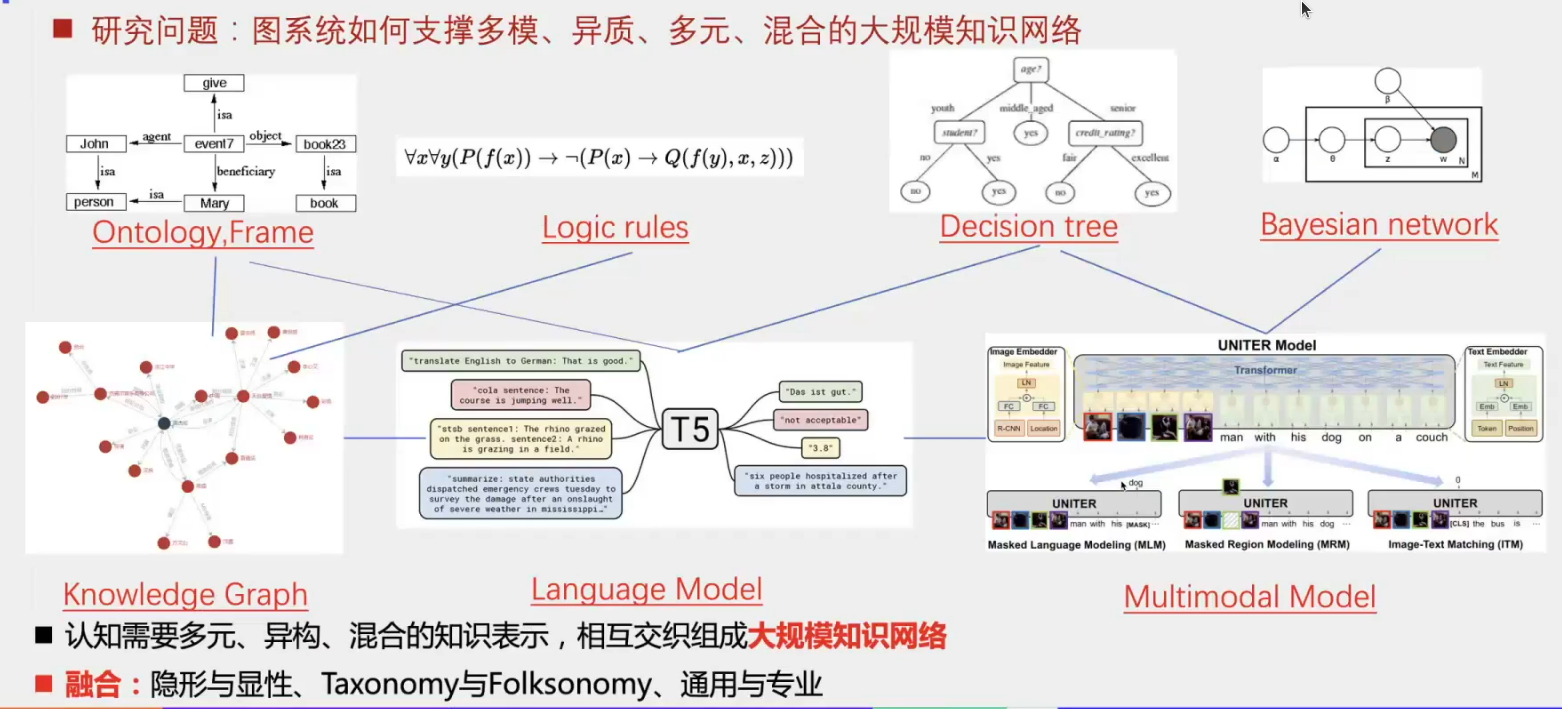 ■ 研究问题：图系统如何支撑多模、异质、多元、混合的大规模知识网络
give
isa
John
agent
event7
object
book23
isa
beneficiary
isa
person
isa
Mary
book
Ontology,Frame
∀x∀y(P(f(x)) → ¬(P(x) → Q(f(y), x, z)))
Logic rules
age?
youth
middle_aged
senior
student?
yes
credit_rating?
no
yes
fair
excellent
no
yes
no
yes
Decision tree
β
α
θ
z
w
N
M
Bayesian network
Knowledge Graph
"translate English to German: That is good."
"cola sentence: The
course is jumping well."
"stsb sentence1: The rhino grazed
on the grass. sentence2: A rhino
is grazing in a field."
"summarize: state authorities
dispatched emergency crews tuesday to
survey the damage after an onslaught
of severe weather in mississippi…"
T5
"Das ist gut."
"not acceptable"
"3.8"
"six people hospitalized after
a storm in attala county."
Language Model
UNITER Model
Image Embedder
Image Feature
LN
FC
FC
R-CNN
Location
Transformer
man with his dog on a couch
Text Embedder
Text Feature
LN
Emb
Emb
Token
Position
dog
UNITER
man with his [MASK] ···
Masked Language Modeling (MLM)
UNITER
man with his dog ···
Masked Region Modeling (MRM)
0
UNITER
[CLS] the bus is ···
Image-Text Matching (ITM)
Multimodal Model
■ 认知需要多元、异构、混合的知识表示，相互交织组成大规模知识网络
■ 融合：隐形与显性、Taxonomy与Folksonomy、通用与专业